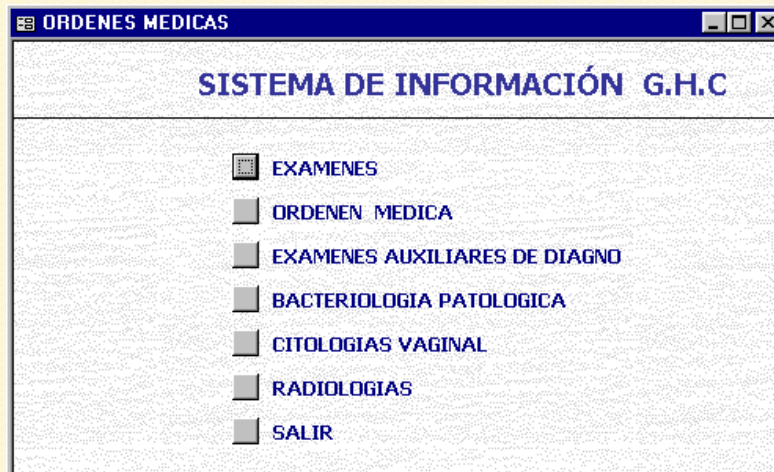 ORDENES MEDICAS
SISTEMA DE INFORMACIÓN G.H.C
EXAMENES
ORDENEN MEDICA
EXAMENES AUXILIARES DE DIAGNO
BACTERIOLOGIA PATOLOGICA
CITOLOGIAS VAGINAL
RADIOLOGIAS
SALIR